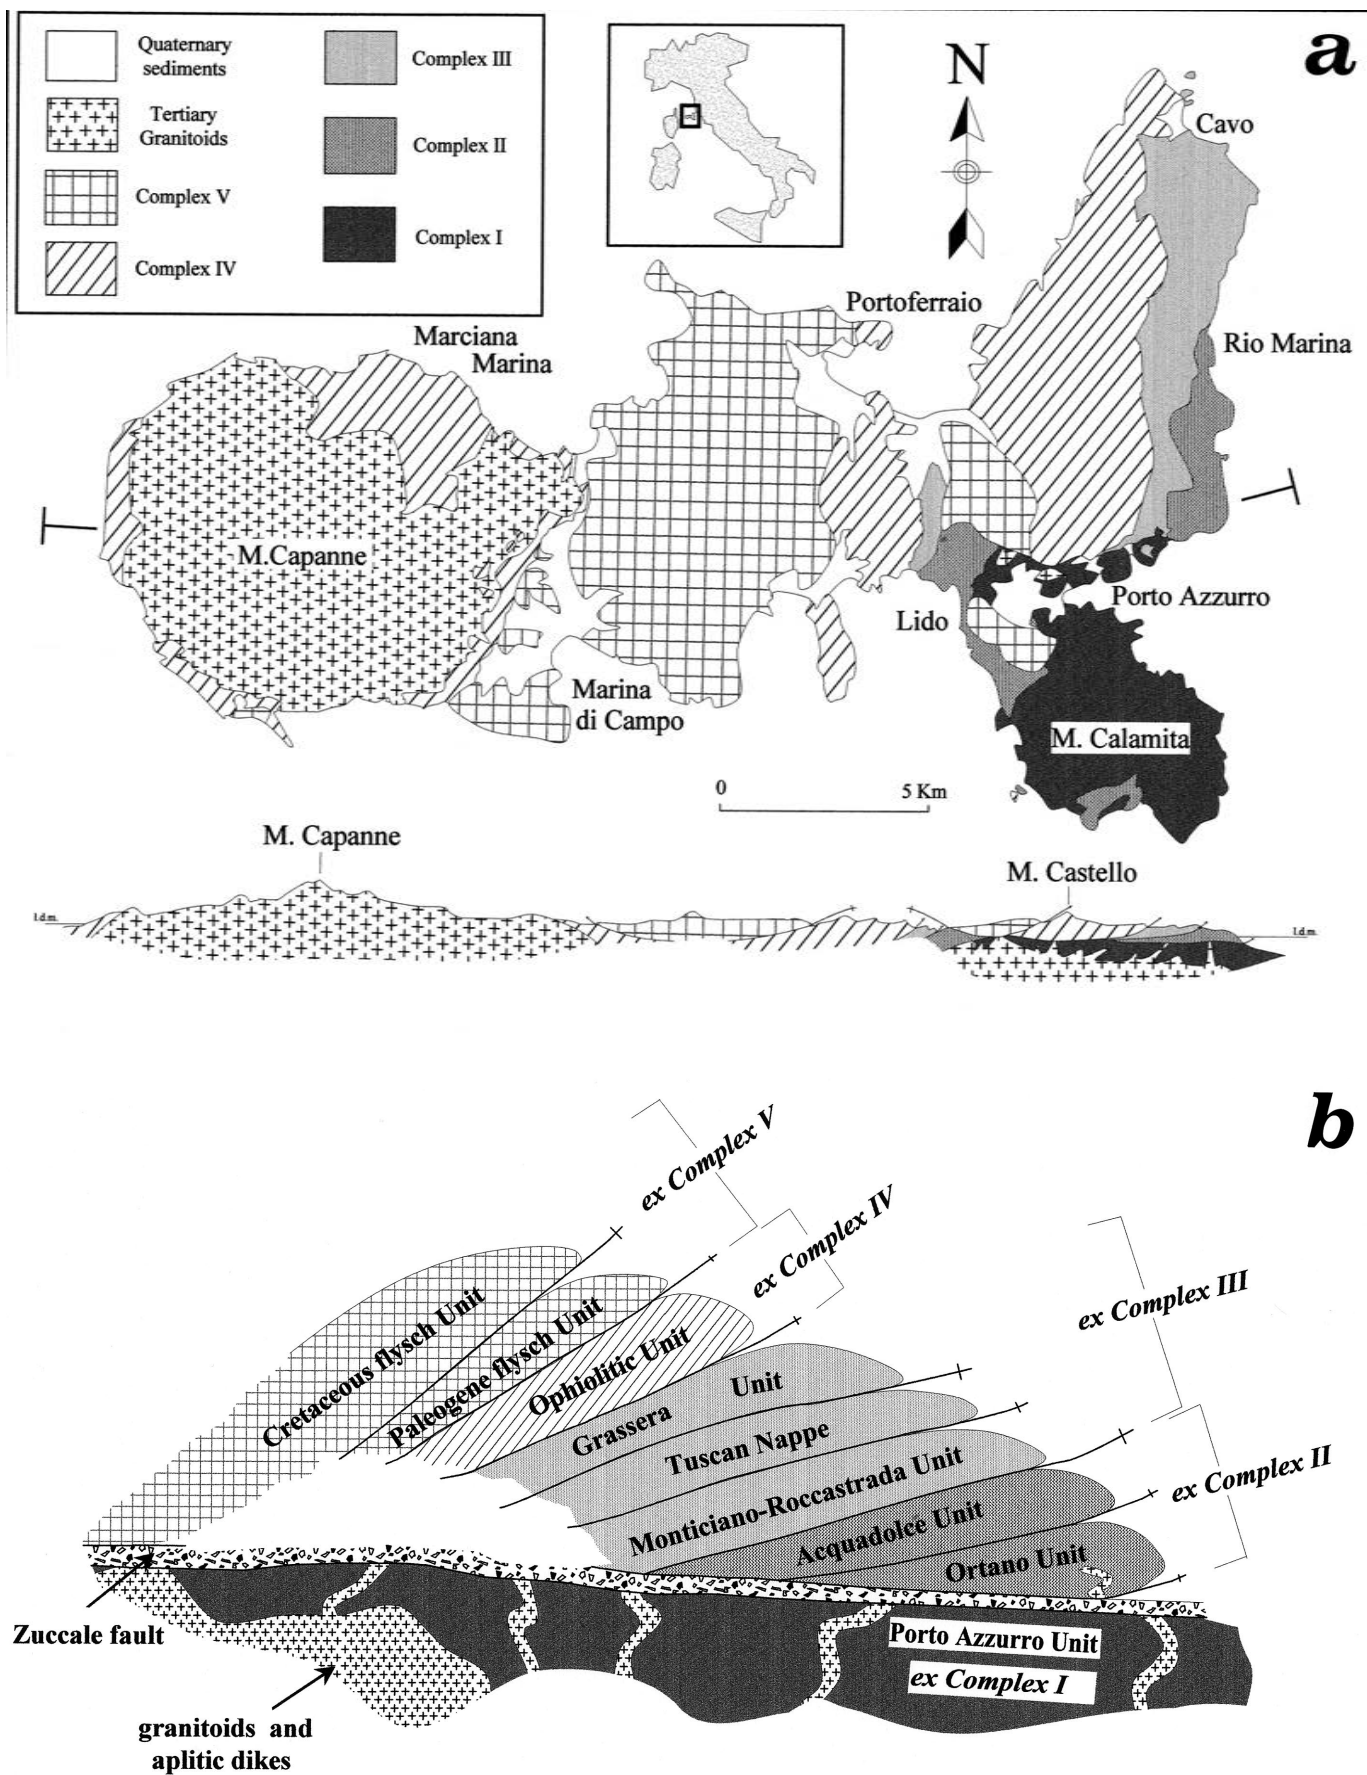 a
Quaternary
sediments
Tertiary
Granitoids
Complex V
Complex IV
Complex III
Complex II
Complex I
N
Cavo
Portoferraio
Rio Marina
Marciana
Marina
M.Capanne
Porto Azzurro
Lido
Marina
di Campo
M. Calamita
0 5 Km
M. Capanne
M. Castello
l.d.m.
l.d.m.
b
ex Complex V
ex Complex IV
ex Complex III
ex Complex II
Cretaceous flysch Unit
Paleogene flysch Unit
Ophiolitic Unit
Grassera Unit
Tuscan Nappe
Monticiano-Roccastrada Unit
Acquadolce Unit
Ortano Unit
Zuccale fault
Porto Azzurro Unit
ex Complex I
granitoids and
aplitic dikes